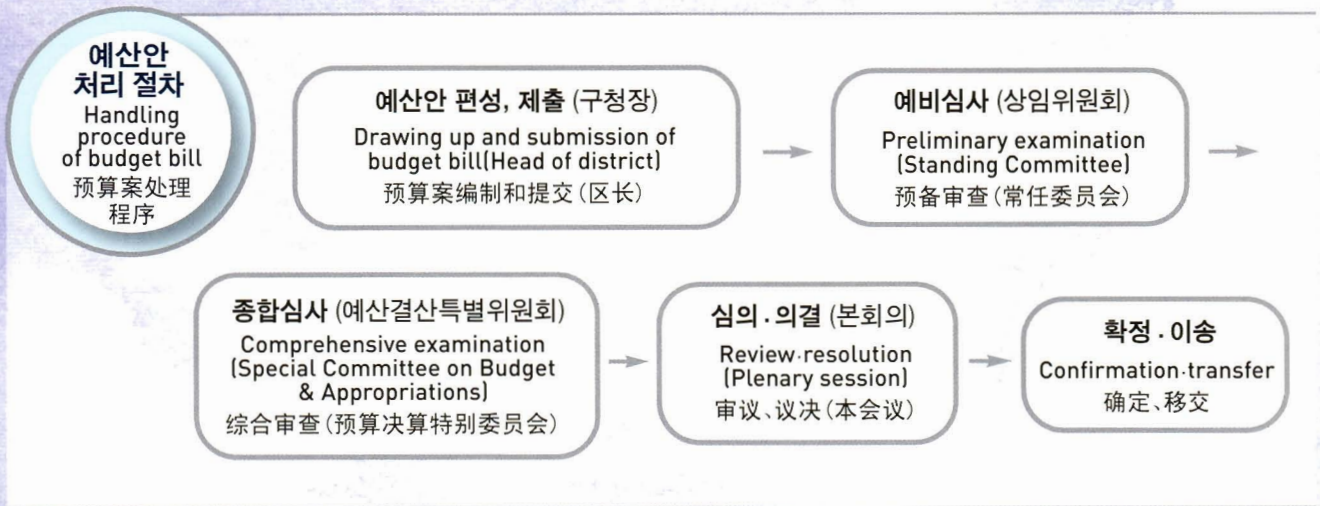 예산안
처리 절차
Handling
procedure
of budget bill
预算案处理
程序
예산안 편성, 제출 (구청장)
Drawing up and submission of
budget bill(Head of district)
预算案编制和提交(区长)
예비심사 (상임위원회)
Preliminary examination
(Standing Committee)
预备审查(常任委员会)
종합심사 (예산결산특별위원회)
Comprehensive examination
(Special Committee on Budget
& Appropriations)
综合审查(预算决算特别委员会)
심의·의결 (본회의)
Review·resolution
(Plenary session)
审议、议决(本会议)
확정·이송
Confirmation·transfer
确定、移交